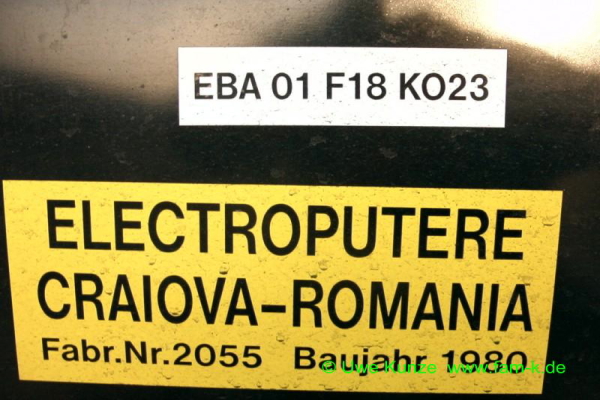 EBA 01 F18 KO23
ELECTROPUTERE
CRAIOVA-ROMANIA
Fabr.Nr.2055 Baujahr 1980
© Uwe Kunze www.fam-k.de